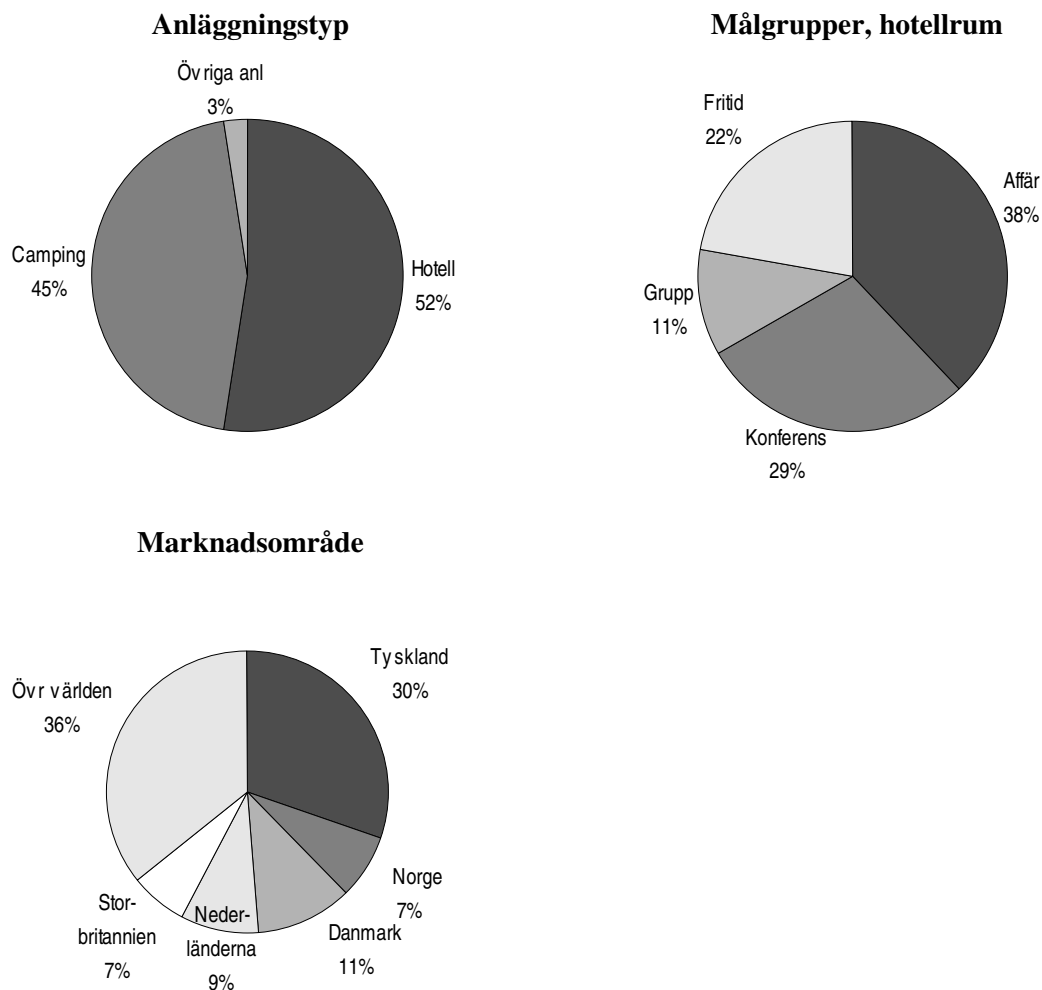 Anläggningstyp
Övriga anl
3%
Camping
45%
Hotell
52%
Målgrupper, hotellrum
Fritid
22%
Affär
38%
Grupp
11%
Konferens
29%
Marknadsområde
Tyskland
30%
Övr världen
36%
Norge
7%
Danmark
11%
Neder-
länderna
9%
Stor-
britannien
7%